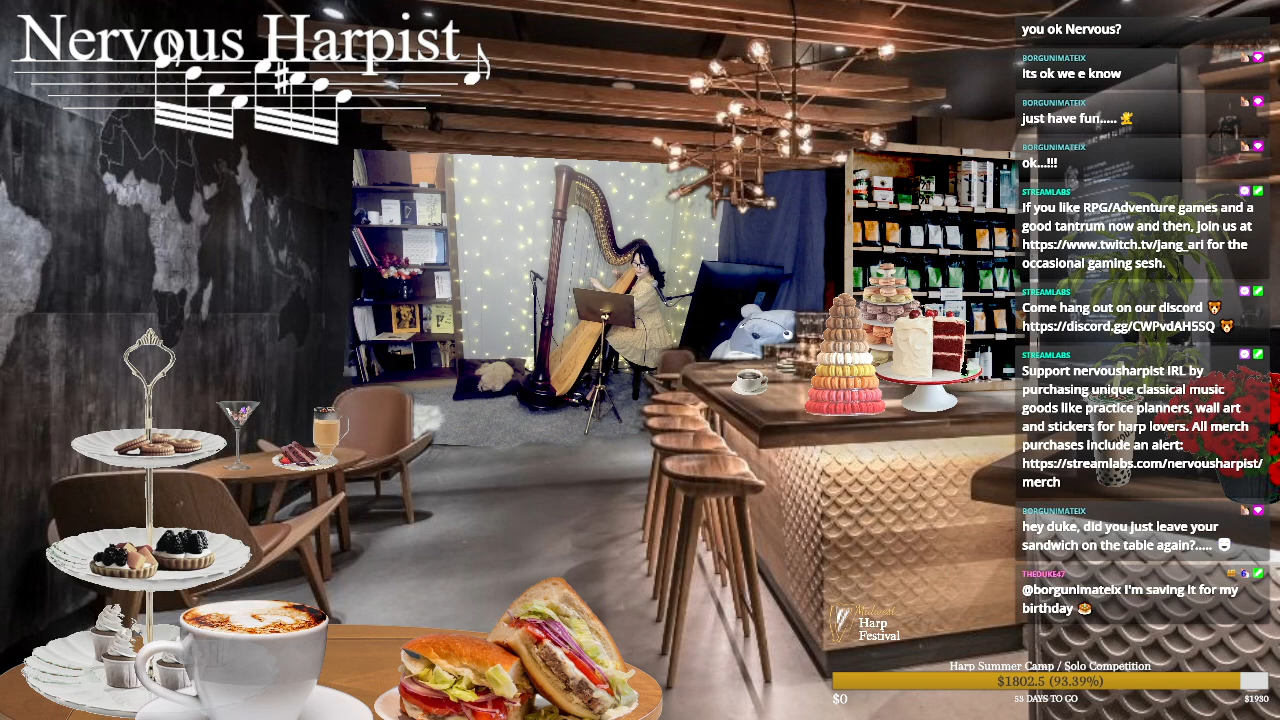 Nervous Harpist
you ok Nervous?
BORGUNIMATEIX
Its ok we e know
BORGUNIMATEIX
just have fun.....
BORGUNIMATEIX
ok...!!!
STREAMLABS
If you like RPG/Adventure games and a
good tantrum now and then, join us at
https://www.twitch.tv/jang_ari for the
occasional gaming sesh.
STREAMLABS
Come hang out on our discord 🐻
https://discord.gg/CWPvdAH5SQ 🐻
STREAMLABS
Support nervousharpist IRL by
purchasing unique classical music
goods like practice planners, wall art
and stickers for harp lovers. All merch
purchases include an alert:
https://streamlabs.com/nervousharpist/
merch
BORGUNIMATEIX
hey duke, did you just leave your
sandwich on the table again?.....
THEDUKE47
@borgunimateix I'm saving it for my
birthday
Midwest
Harp
Festival
Harp Summer Camp / Solo Competition
$1802.5 (93.39%)
$0
53 DAYS TO GO
$1930